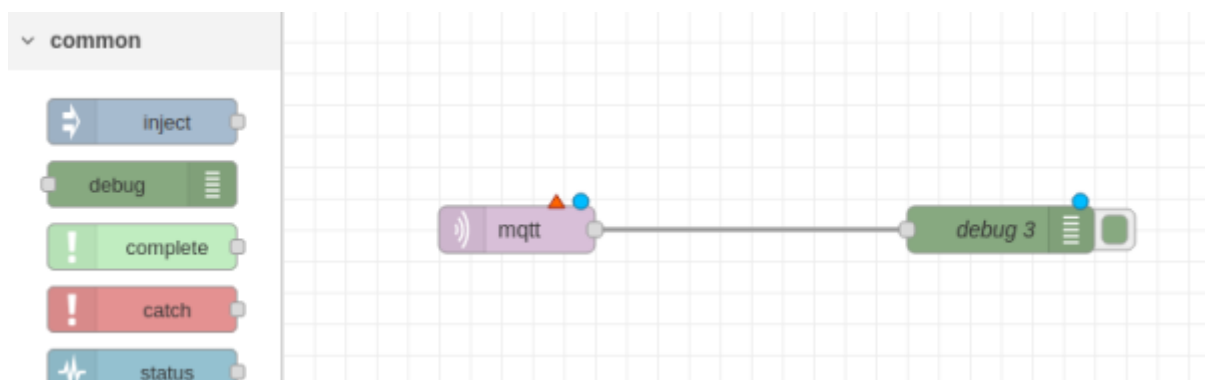 common
inject
debug
complete
catch
status
mqtt
debug 3